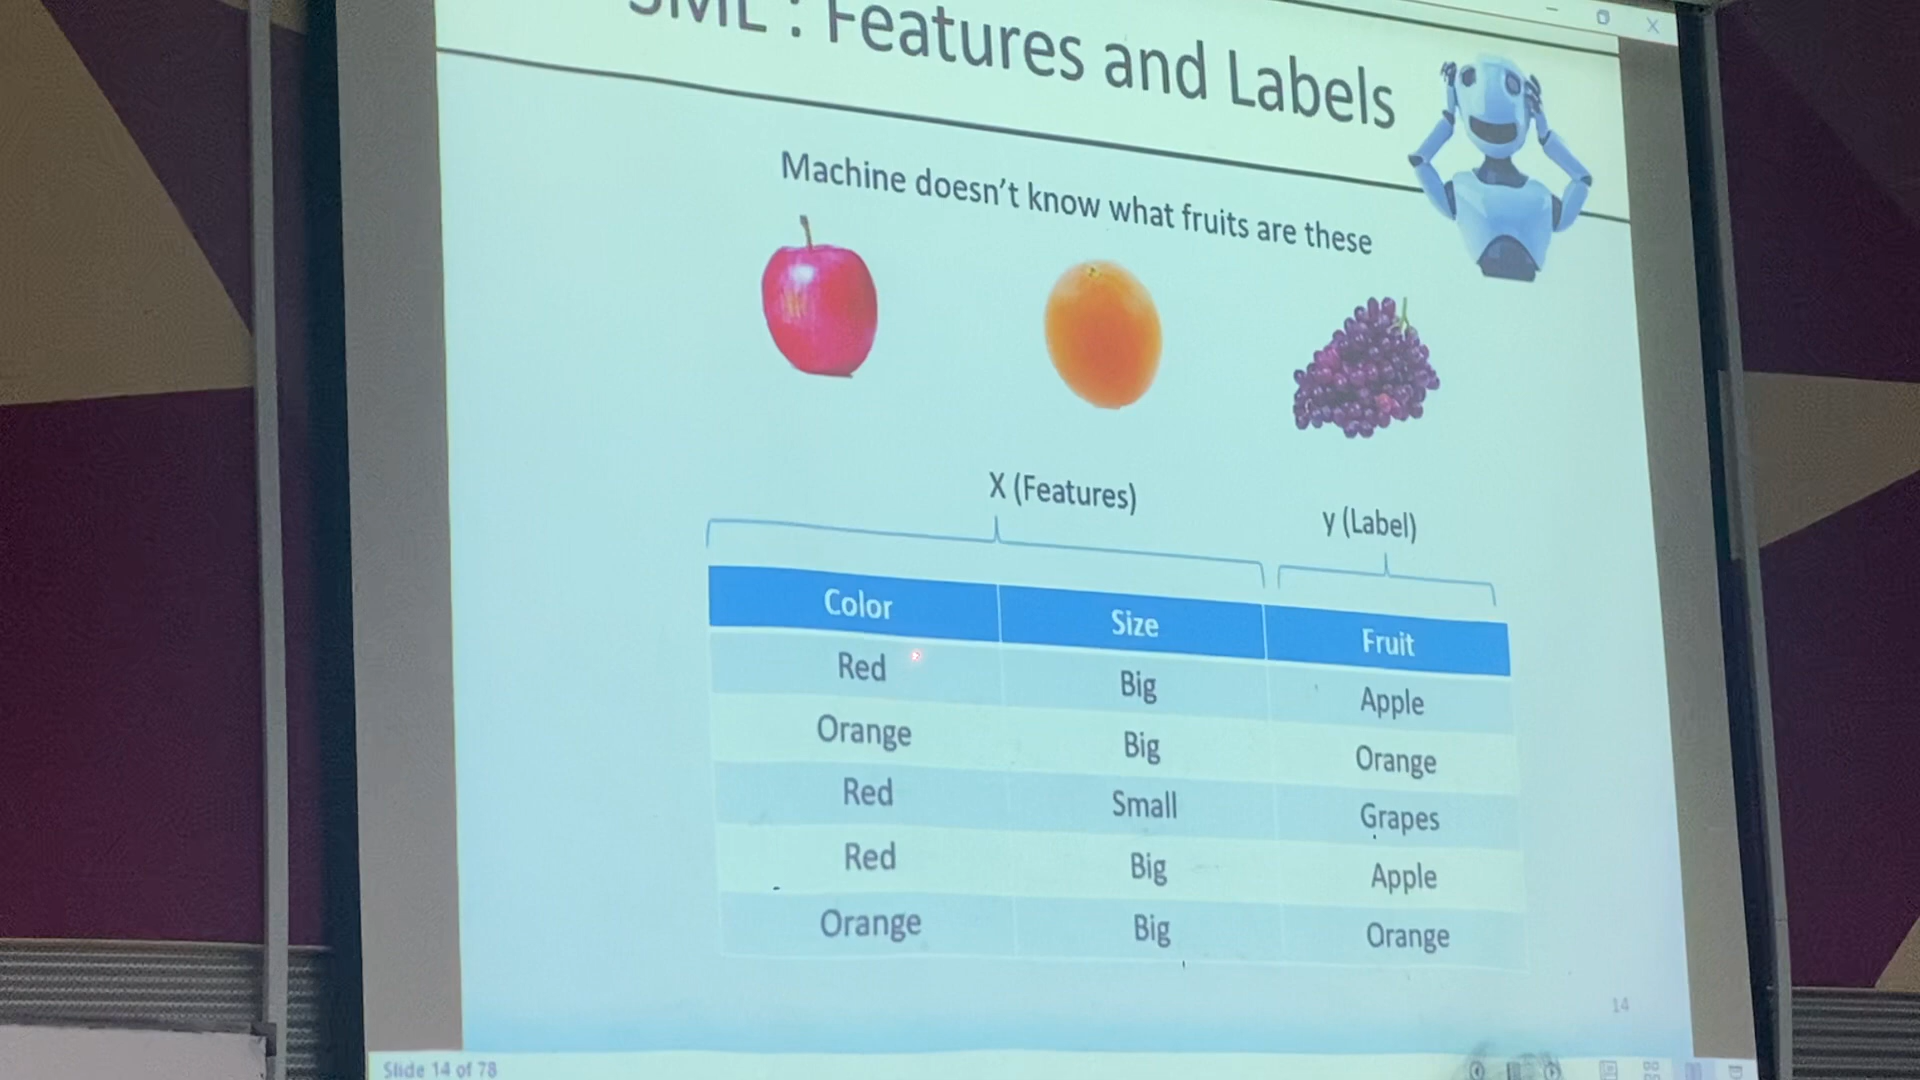 SML : Features and Labels
Machine doesn't know what fruits are these
X (Features)
y (Label)
Color Size Fruit
Red Big Apple
Orange Big Orange
Red Small Grapes
Red Big Apple
Orange Big Orange
14
Slide 14 of 78